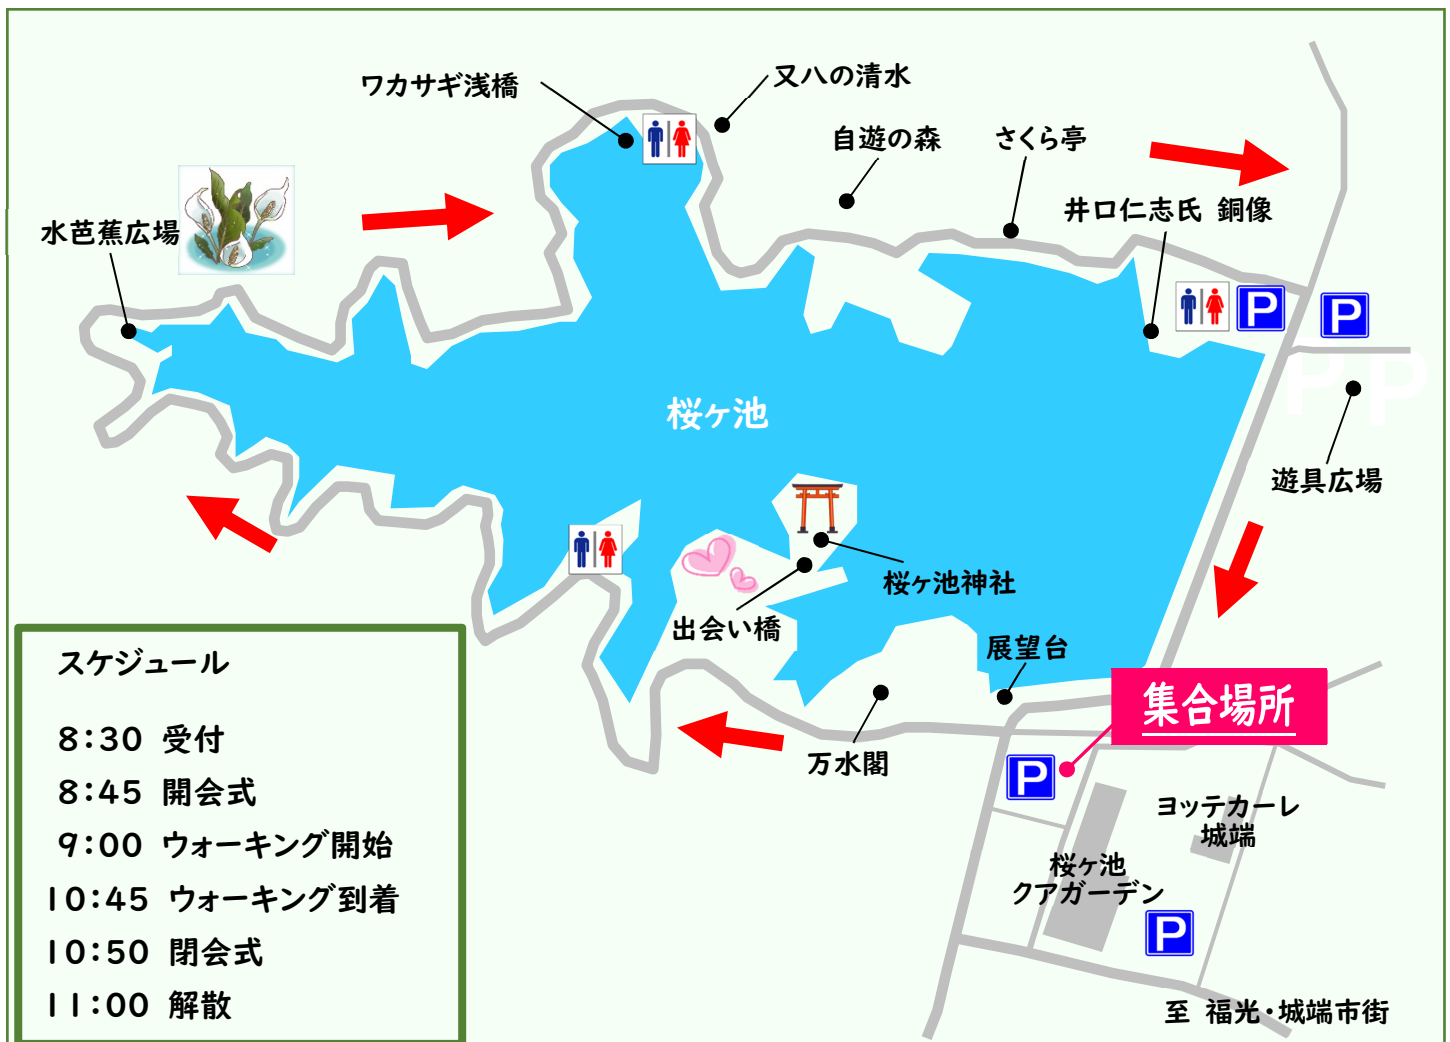 ワカサギ浅橋
又八の清水
自遊の森
さくら亭
井口仁志氏 銅像
水芭蕉広場
P
P
P P
桜ヶ池
遊具広場
桜ヶ池神社
出会い橋
展望台
集合場所
万水閣
P
ヨッテカーレ
城端
桜ヶ池
クアガーデン
P
至 福光・城端市街
スケジュール
8:30 受付
8:45 開会式
9:00 ウォーキング開始
10:45 ウォーキング到着
10:50 閉会式
11:00 解散